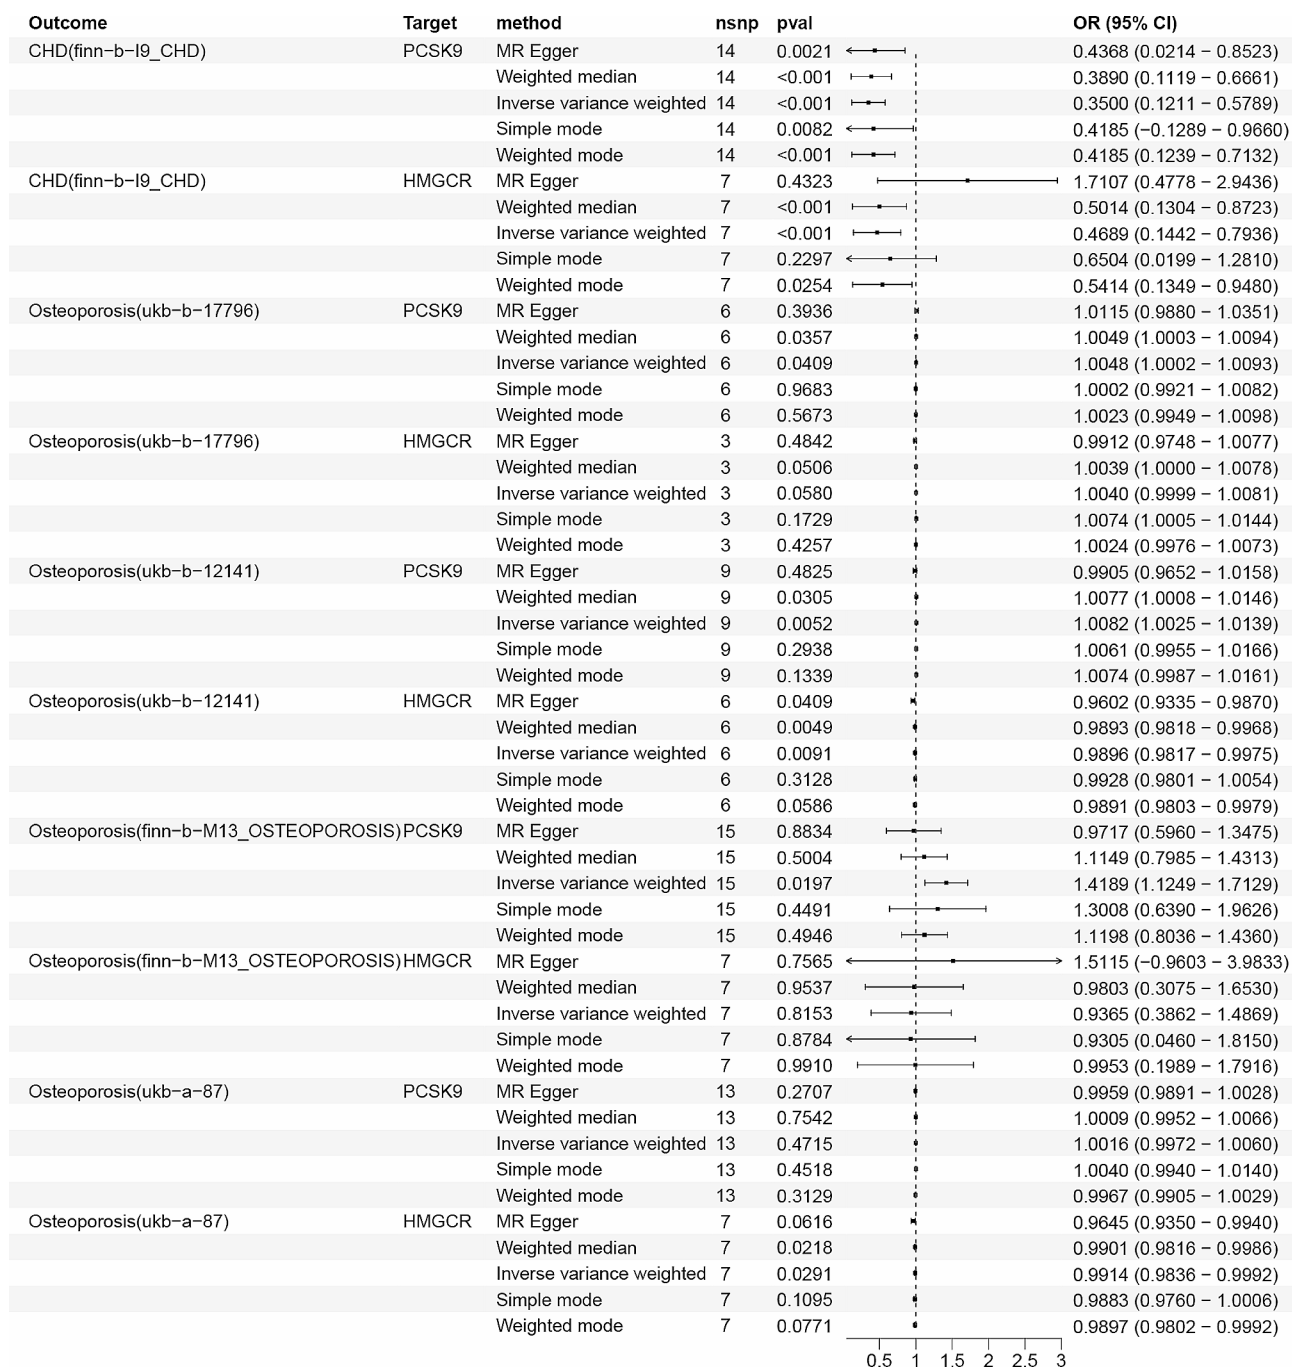 Outcome Target method nsnp pval OR (95% CI)
CHD(finn−b−I9_CHD) PCSK9 MR Egger 14 0.0021 0.4368 (0.0214 − 0.8523)
Weighted median 14 <0.001 0.3890 (0.1119 − 0.6661)
Inverse variance weighted 14 <0.001 0.3500 (0.1211 − 0.5789)
Simple mode 14 0.0082 0.4185 (−0.1289 − 0.9660)
Weighted mode 14 <0.001 0.4185 (0.1239 − 0.7132)
CHD(finn−b−I9_CHD) HMGCR MR Egger 7 0.4323 1.7107 (0.4778 − 2.9436)
Weighted median 7 <0.001 0.5014 (0.1304 − 0.8723)
Inverse variance weighted 7 <0.001 0.4689 (0.1442 − 0.7936)
Simple mode 7 0.2297 0.6504 (0.0199 − 1.2810)
Weighted mode 7 0.0254 0.5414 (0.1349 − 0.9480)
Osteoporosis(ukb−b−17796) PCSK9 MR Egger 6 0.3936 1.0115 (0.9880 − 1.0351)
Weighted median 6 0.0357 1.0049 (1.0003 − 1.0094)
Inverse variance weighted 6 0.0409 1.0048 (1.0002 − 1.0093)
Simple mode 6 0.9683 1.0002 (0.9921 − 1.0082)
Weighted mode 6 0.5673 1.0023 (0.9949 − 1.0098)
Osteoporosis(ukb−b−17796) HMGCR MR Egger 3 0.4842 0.9912 (0.9748 − 1.0077)
Weighted median 3 0.0506 1.0039 (1.0000 − 1.0078)
Inverse variance weighted 3 0.0580 1.0040 (0.9999 − 1.0081)
Simple mode 3 0.1729 1.0074 (1.0005 − 1.0144)
Weighted mode 3 0.4257 1.0024 (0.9976 − 1.0073)
Osteoporosis(ukb−b−12141) PCSK9 MR Egger 9 0.4825 0.9905 (0.9652 − 1.0158)
Weighted median 9 0.0305 1.0077 (1.0008 − 1.0146)
Inverse variance weighted 9 0.0052 1.0082 (1.0025 − 1.0139)
Simple mode 9 0.2938 1.0061 (0.9955 − 1.0166)
Weighted mode 9 0.1339 1.0074 (0.9987 − 1.0161)
Osteoporosis(ukb−b−12141) HMGCR MR Egger 6 0.0409 0.9602 (0.9335 − 0.9870)
Weighted median 6 0.0049 0.9893 (0.9818 − 0.9968)
Inverse variance weighted 6 0.0091 0.9896 (0.9817 − 0.9975)
Simple mode 6 0.3128 0.9928 (0.9801 − 1.0054)
Weighted mode 6 0.0586 0.9891 (0.9803 − 0.9979)
Osteoporosis(finn−b−M13_OSTEOPOROSIS) PCSK9 MR Egger 15 0.8834 0.9717 (0.5960 − 1.3475)
Weighted median 15 0.5004 1.1149 (0.7985 − 1.4313)
Inverse variance weighted 15 0.0197 1.4189 (1.1249 − 1.7129)
Simple mode 15 0.4491 1.3008 (0.6390 − 1.9626)
Weighted mode 15 0.4946 1.1198 (0.8036 − 1.4360)
Osteoporosis(finn−b−M13_OSTEOPOROSIS) HMGCR MR Egger 7 0.7565 1.5115 (−0.9603 − 3.9833)
Weighted median 7 0.9537 0.9803 (0.3075 − 1.6530)
Inverse variance weighted 7 0.8153 0.9365 (0.3862 − 1.4869)
Simple mode 7 0.8784 0.9305 (0.0460 − 1.8150)
Weighted mode 7 0.9910 0.9953 (0.1989 − 1.7916)
Osteoporosis(ukb−a−87) PCSK9 MR Egger 13 0.2707 0.9959 (0.9891 − 1.0028)
Weighted median 13 0.7542 1.0009 (0.9952 − 1.0066)
Inverse variance weighted 13 0.4715 1.0016 (0.9972 − 1.0060)
Simple mode 13 0.4518 1.0040 (0.9940 − 1.0140)
Weighted mode 13 0.3129 0.9967 (0.9905 − 1.0029)
Osteoporosis(ukb−a−87) HMGCR MR Egger 7 0.0616 0.9645 (0.9350 − 0.9940)
Weighted median 7 0.0218 0.9901 (0.9816 − 0.9986)
Inverse variance weighted 7 0.0291 0.9914 (0.9836 − 0.9992)
Simple mode 7 0.1095 0.9883 (0.9760 − 1.0006)
Weighted mode 7 0.0771 0.9897 (0.9802 − 0.9992)
0.5 1 1.5 2 2.5 3